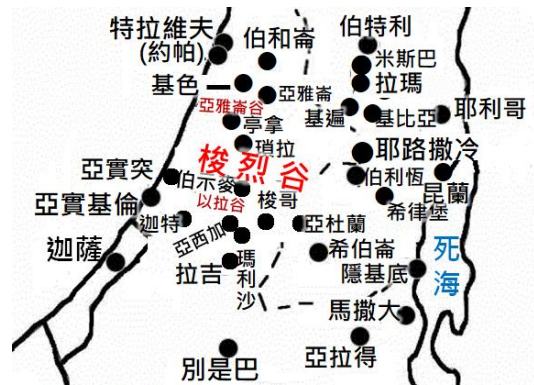 特拉維夫
(約帕)
伯和崙
伯特利
米斯巴
基色
亞雅崙
拉瑪
亞雅崙谷
基遍
基比亞
耶利哥
亭拿
瑣拉
耶路撒冷
梭烈谷
亞實突
伯示麥
伯利恆
昆蘭
亞實基倫
以拉谷
梭哥
希律堡
迦特
亞西加
亞杜蘭
迦薩
瑪利沙
希伯崙
死海
拉吉
隱基底
馬撒大
別是巴
亞拉得